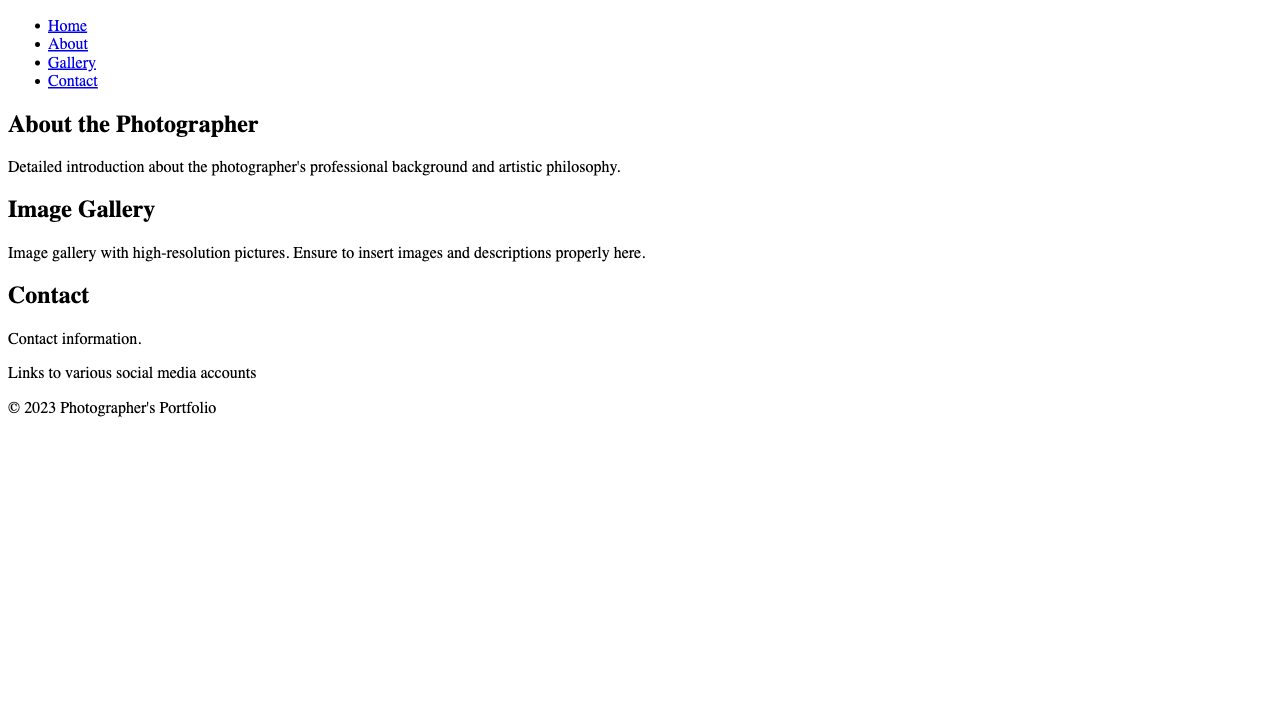 Home
About
Gallery
Contact
About the Photographer
Detailed introduction about the photographer's professional background and artistic philosophy.
Image Gallery
Image gallery with high-resolution pictures. Ensure to insert images and descriptions properly here.
Contact
Contact information.
Links to various social media accounts
© 2023 Photographer's Portfolio